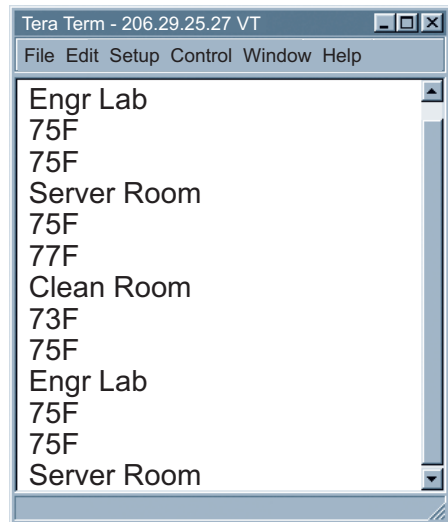 Tera Term - 206.29.25.27 VT
File Edit Setup Control Window Help
Engr Lab
75F
75F
Server Room
75F
77F
Clean Room
73F
75F
Engr Lab
75F
75F
Server Room